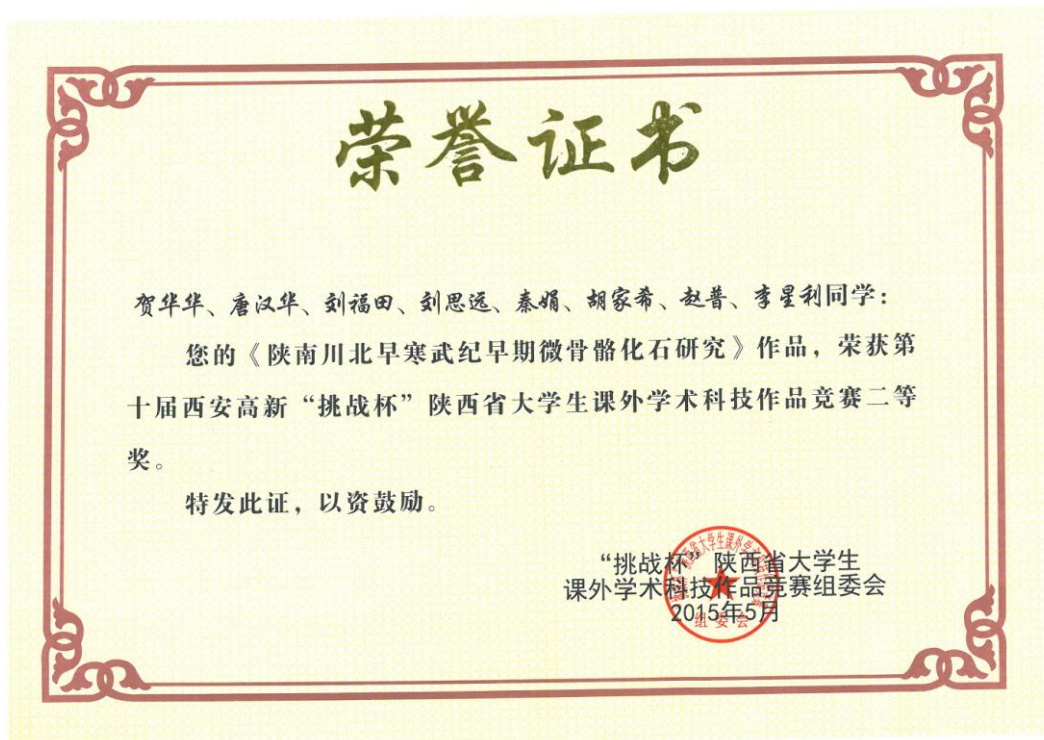 荣誉证书
贺华华、唐汉华、刘福田、刘思远、秦娟、胡家希、赵普、李星利同学：
您的《陕南川北早寒武纪早期微骨骼化石研究》作品，荣获第
十届西安高新“挑战杯”陕西省大学生课外学术科技作品竞赛二等
奖。
特发此证，以资鼓励。
“挑战杯”陕西省大学生
课外学术科技作品竞赛组委会
2015年5月
组委会